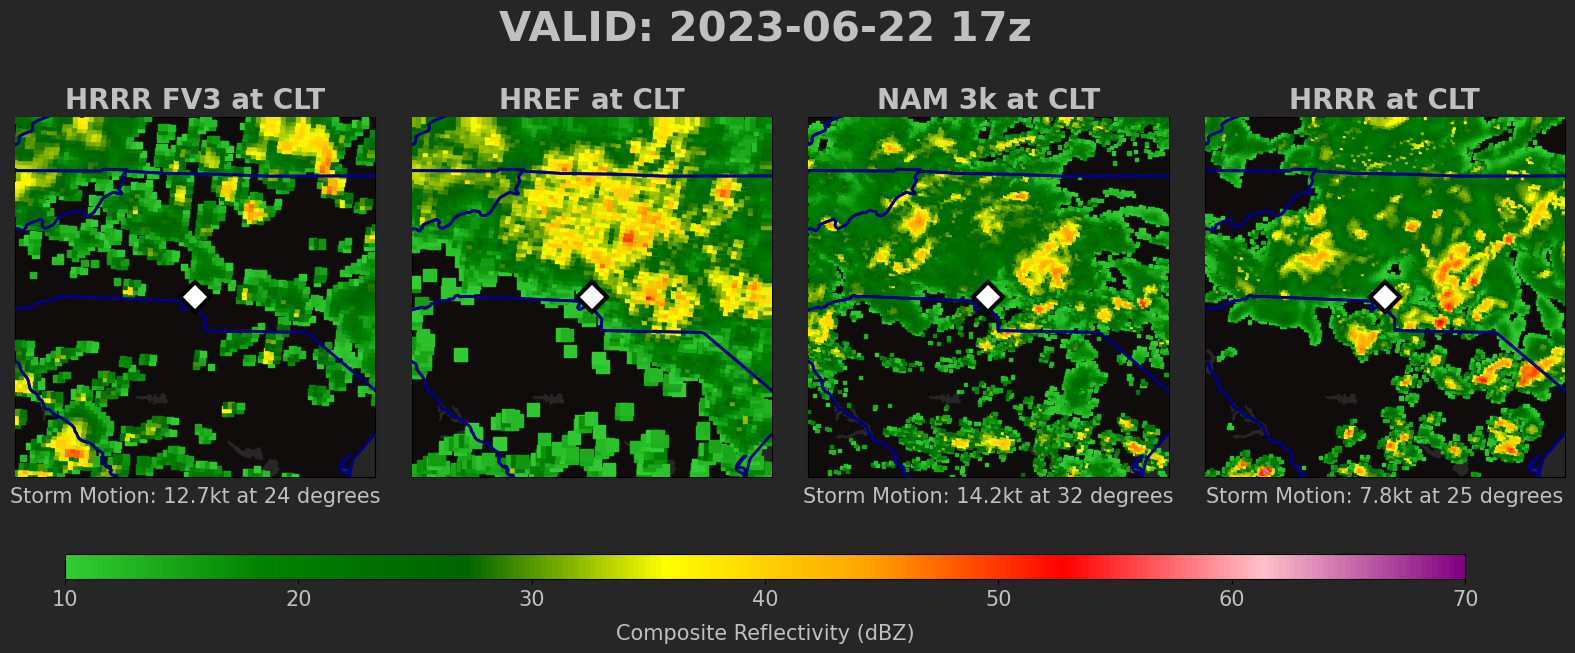 VALID: 2023-06-22 17z
HRRR FV3 at CLT
HREF at CLT
NAM 3k at CLT
HRRR at CLT
Storm Motion: 12.7kt at 24 degrees
Storm Motion: 14.2kt at 32 degrees
Storm Motion: 7.8kt at 25 degrees
10 20 30 40 50 60 70
Composite Reflectivity (dBZ)